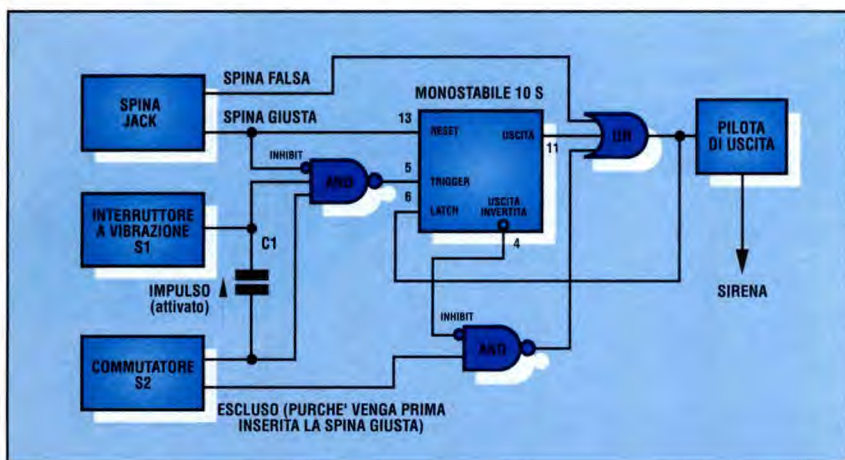 SPINA FALSA
MONOSTABILE 10 S
SPINA
JACK
SPINA GIUSTA
13
RESET
USCITA
11
PILOTA
DI USCITA
INHIBIT
AND
5
TRIGGER
6
LATCH
USCITA
INVERTITA
4
INTERRUTTORE
A VIBRAZIONE
S1
C1
IMPULSO
(attivato)
SIRENA
INHIBIT
COMMUTATORE
S2
ESCLUSO (PURCHE' VENGA PRIMA
INSERITA LA SPINA GIUSTA)